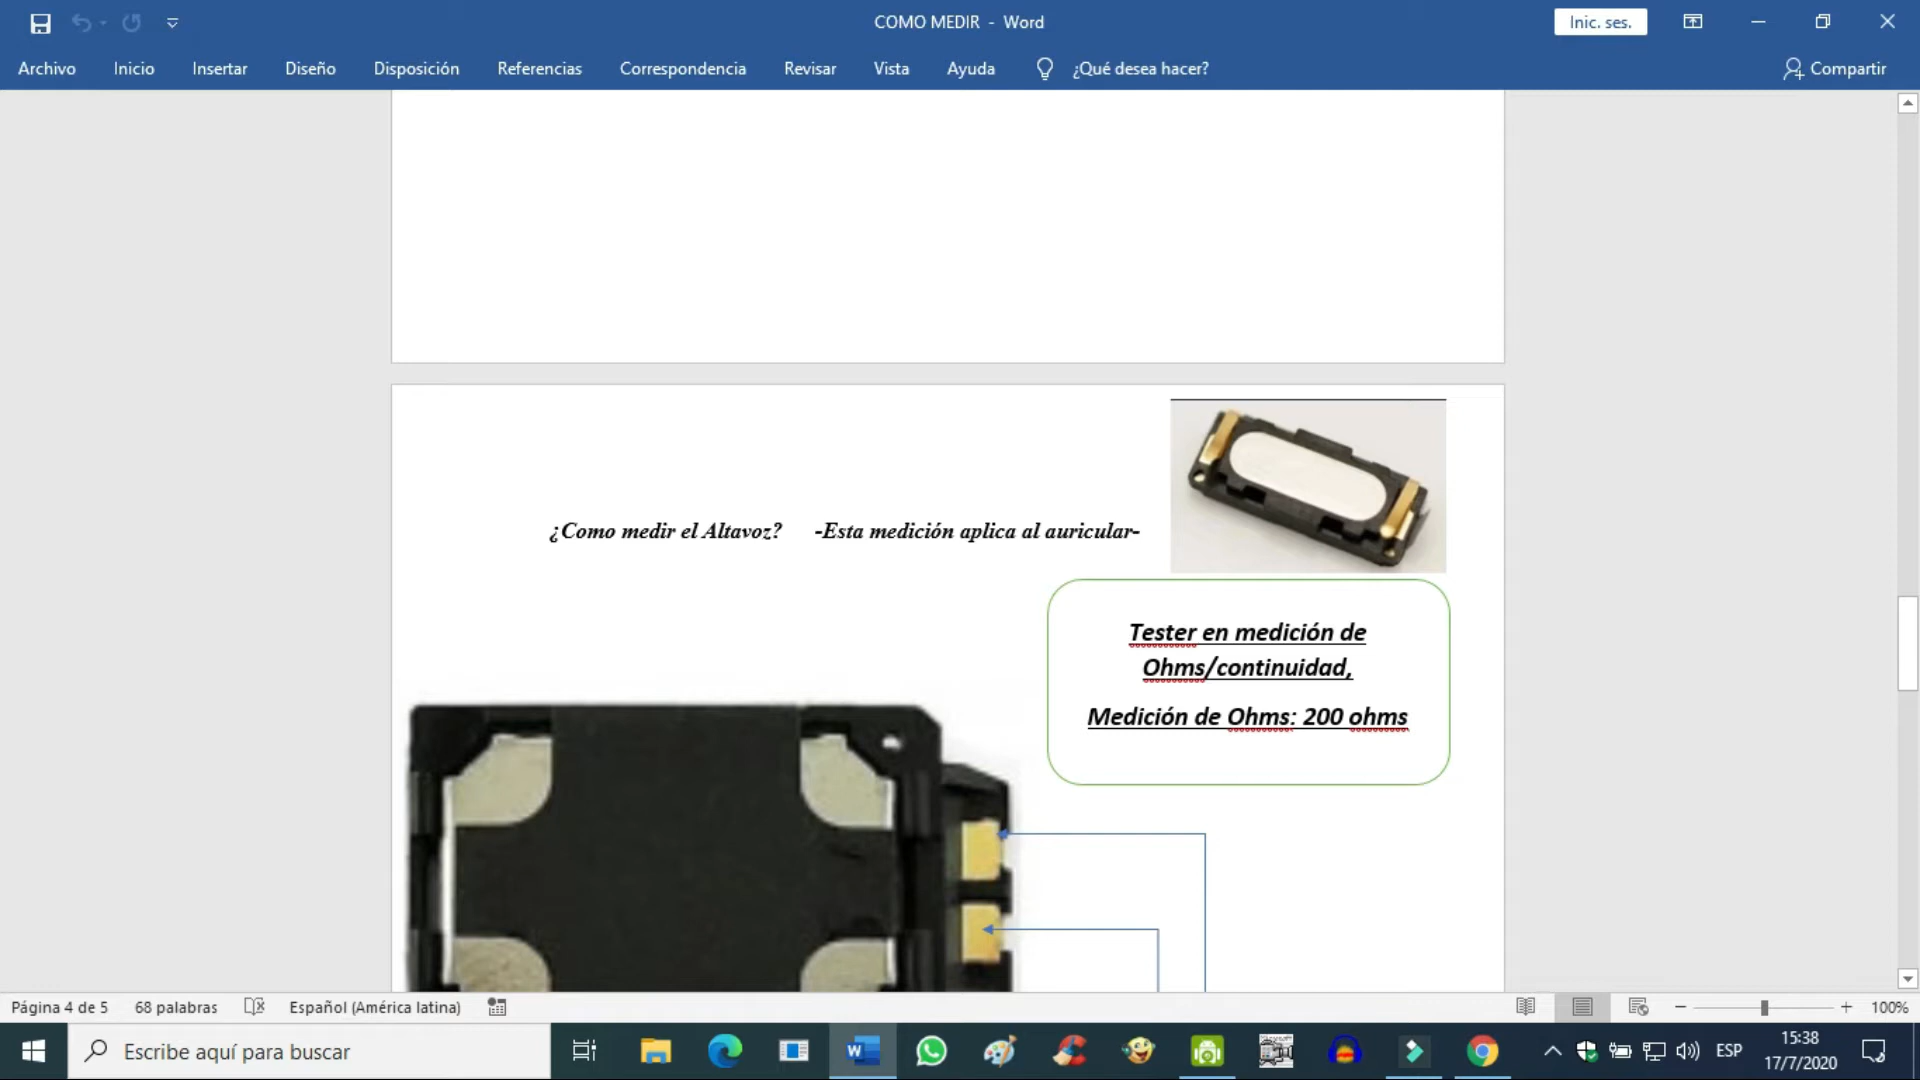 COMO MEDIR - Word
Inic. ses.
Archivo Inicio Insertar Diseño Disposición Referencias Correspondencia Revisar Vista Ayuda ¿Qué desea hacer? Compartir
¿Como medir el Altavoz? -Esta medición aplica al auricular-
Tester en medición de
Ohms/continuidad,
Medición de Ohms: 200 ohms
Página 4 de 5 68 palabras Español (América latina) 100%
Escribe aquí para buscar
ESP
15:38
17/7/2020